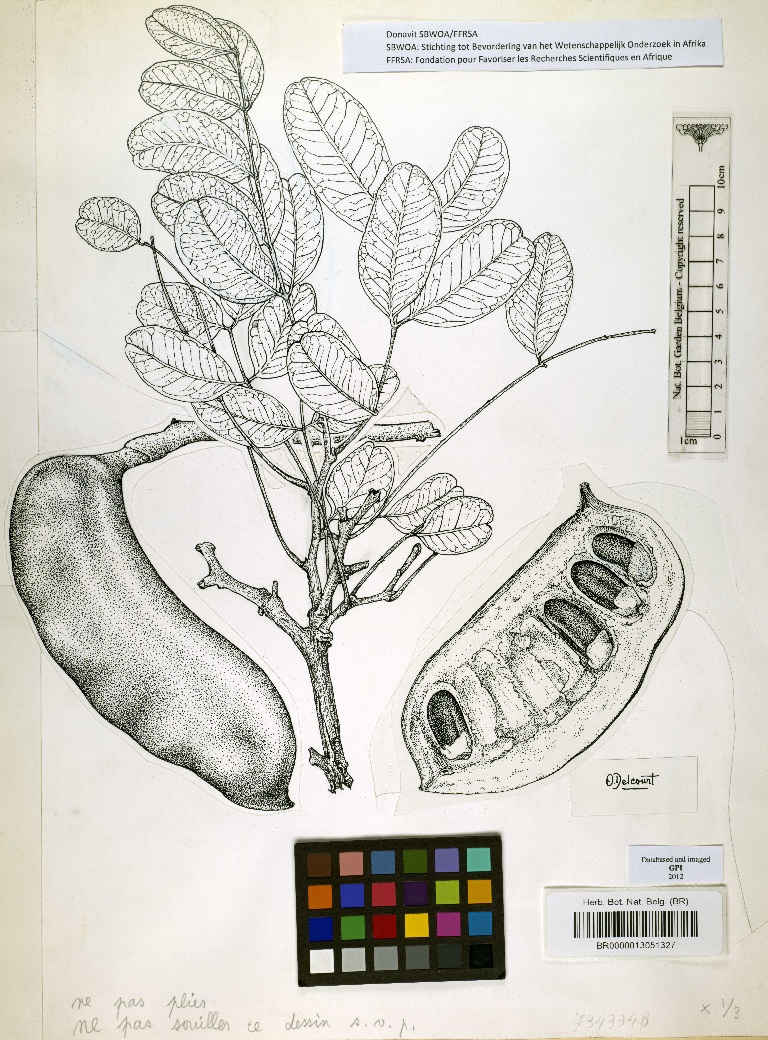 Donavit SBWOA/FFRSA
SBWOA: Stichting tot Bevordering van het Wetenschappelijk Onderzoek in Afrika
FFRSA: Fondation pour Favoriser les Recherches Scientifiques en Afrique
Nat. Bot. Garden Belgium - Copyright reserved
10cm
9
8
7
6
5
4
3
2
1
0
1cm
O.Delcourt
Databased and imaged
GPI
2012
Herb. Bot. Nat. Belg. (BR)
BR0000013051327
ne pas plier
ne pas souiller ce dessin s.v.p.
x 1/3